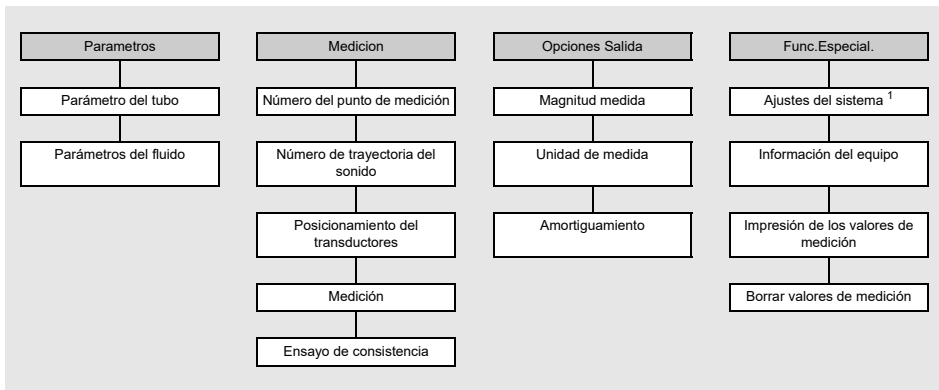 Parametros
Parámetro del tubo
Parámetros del fluido
Medicion
Número del punto de medición
Número de trayectoria del
sonido
Posicionamiento del
transductores
Medición
Ensayo de consistencia
Opciones Salida
Magnitud medida
Unidad de medida
Amortiguamiento
Func.Especial.
Ajustes del sistema 1
Información del equipo
Impresión de los valores de
medición
Borrar valores de medición